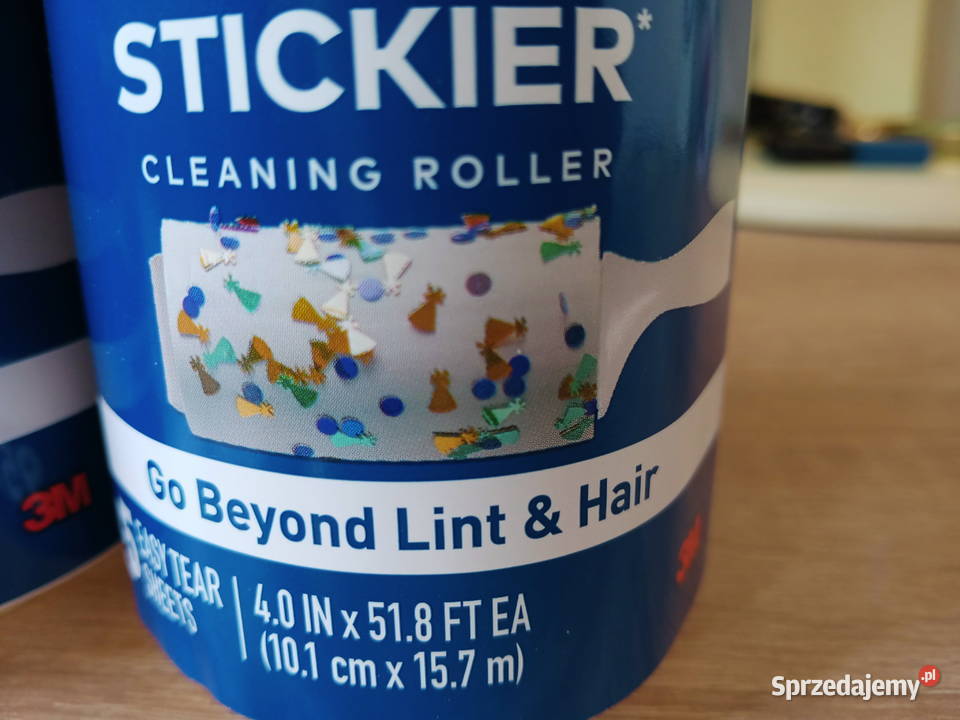 STICKIER*
CLEANING ROLLER
Go Beyond Lint & Hair
3M
3M
EASY TEAR
SHEETS
4.0 IN x 51.8 FT EA
(10.1 cm x 15.7 m)
Sprzedajemy.pl